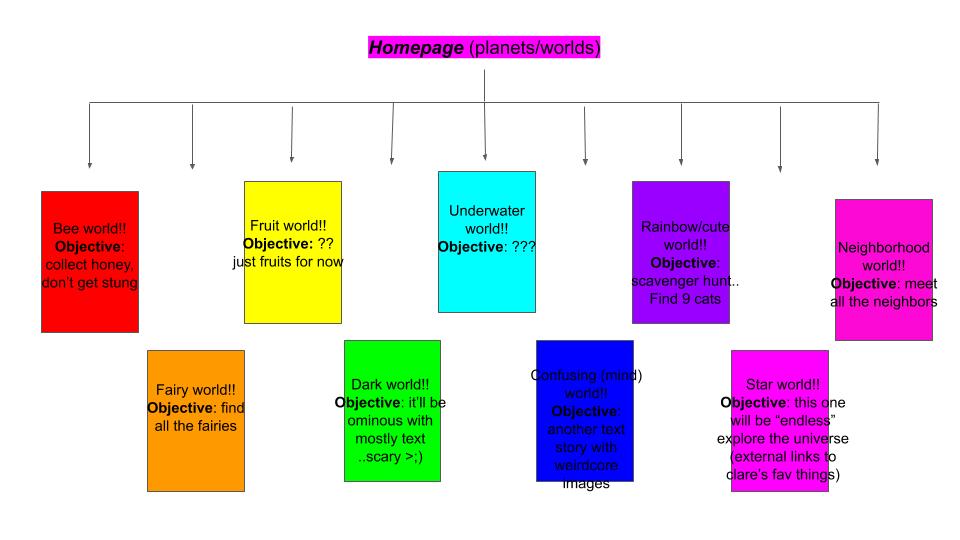 Homepage (planets/worlds)
Bee world!!
Objective:
collect honey,
don't get stung
Fruit world!!
Objective: ??
just fruits for now
Underwater
world!!
Objective: ???
Rainbow/cute
world!!
Objective:
scavenger hunt..
Find 9 cats
Neighborhood
world!!
Objective: meet
all the neighbors
Fairy world!!
Objective: find
all the fairies
Dark world!!
Objective: it'll be
ominous with
mostly text
..scary >;)
Confusing (mind)
world!!
Objective:
another text
story with
weirdcore
images
Star world!!
Objective: this one
will be “endless”
explore the universe
(external links to
clare's fav things)